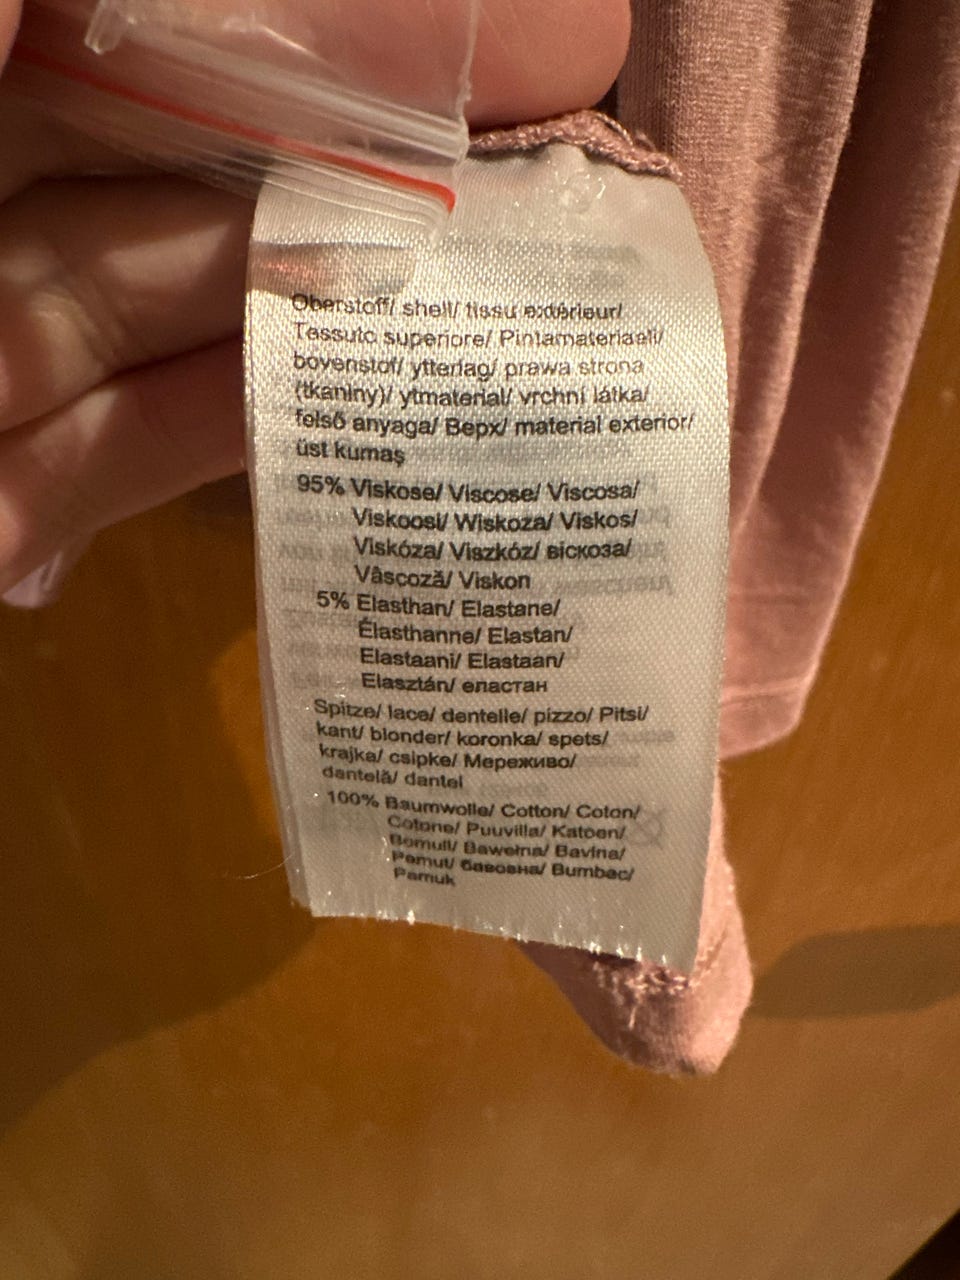 Oberstoff/ shell/ tissu extérieur/
Tessuto superiore/ Pintamateriaali/
bovenstof/ ytterlag/ prawa strona
(tkaniny)/ ytmaterial/ vrchní látka/
felső anyaga/ Верх/ material exterior/
üst kumaş
95% Viskose/ Viscose/ Viscosa/
Viskoosi/ Wiskoza/ Viskos/
Viskóza/ Viszkóz/ віскоза/
Vâscoză/ Viskon
5% Elasthan/ Elastane/
Élasthanne/ Elastan/
Elastaani/ Elastaan/
Elasztán/ еластан
Spitze/ lace/ dentelle/ pizzo/ Pitsi/
kant/ blonder/ koronka/ spets/
krajka/ csipke/ Мереживо/
dantelă/ dantel
100% Baumwolle/ Cotton/ Coton/
Cotone/ Puuvilla/ Katoen/
Bomull/ Bawełna/ Bavlna/
Pamut/ бавовна/ Bumbac/
Pamuk